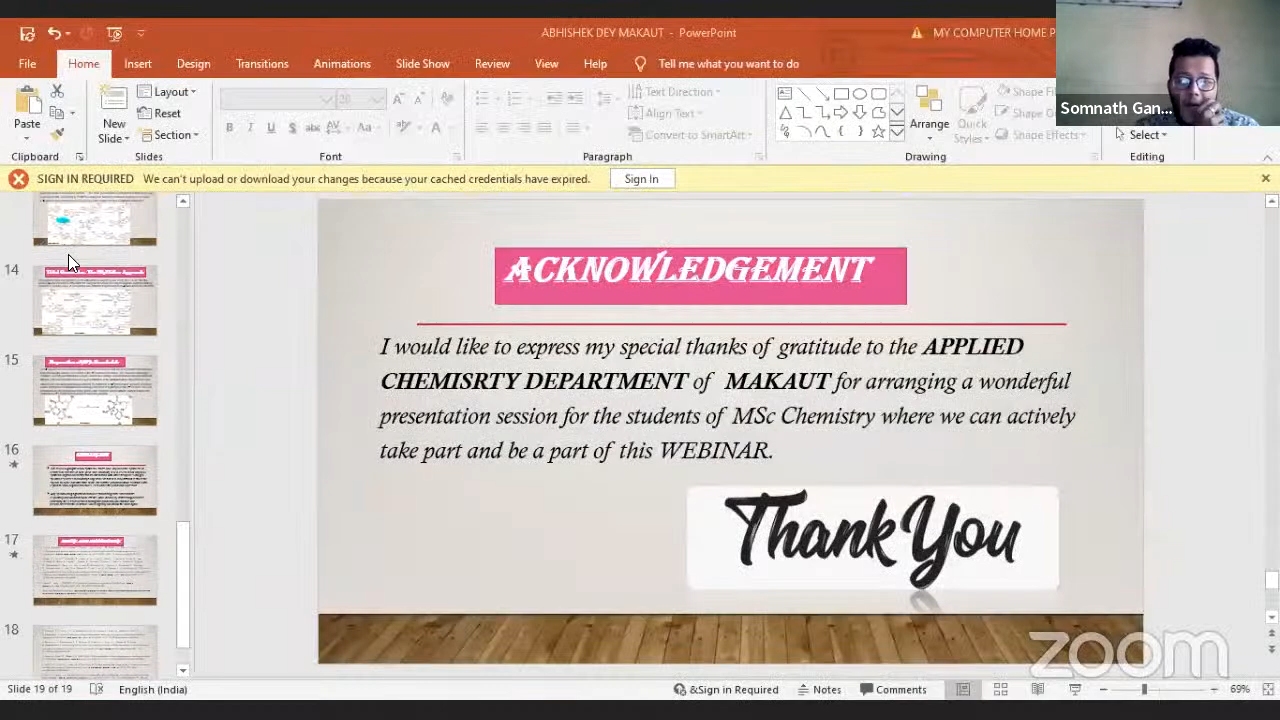 ABHISHEK DEY MAKAUT - PowerPoint
MY COMPUTER HOME P
File Home Insert Design Transitions Animations Slide Show Review View Help Tell me what you want to do
Somnath Gan...
Paste
New
Slide
Layout
Reset
Section
20
B I U S abc
Aa
Text Direction
Align Text
Convert to SmartArt
Arrange
Quick
Styles
Shape Fi
Shape O
Shape Effects
Select
Clipboard Slides Font Paragraph Drawing Editing
SIGN IN REQUIRED We can't upload or download your changes because your cached credentials have expired. Sign In
14
15
16
17
18
ACKNOWLEDGEMENT
I would like to express my special thanks of gratitude to the APPLIED
CHEMISRTY DEPARTMENT of MAKAUT for arranging a wonderful
presentation session for the students of MSc Chemistry where we can actively
take part and be a part of this WEBINAR.
Thank You
zoom
Slide 19 of 19 English (India) &Sign in Required Notes Comments 69%